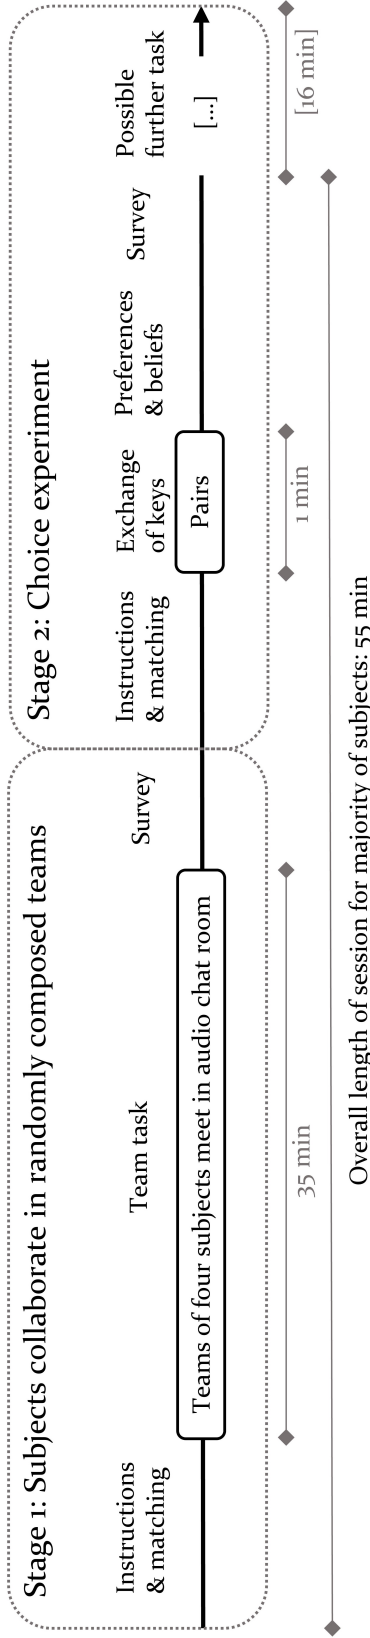 Stage 1: Subjects collaborate in randomly composed teams
Instructions
& matching
Team task
Survey
Teams of four subjects meet in audio chat room
35 min
Stage 2: Choice experiment
Instructions
& matching
Exchange
of keys
Preferences
& beliefs
Survey
Possible
further task
Pairs
[...]
1 min
[16 min]
Overall length of session for majority of subjects: 55 min